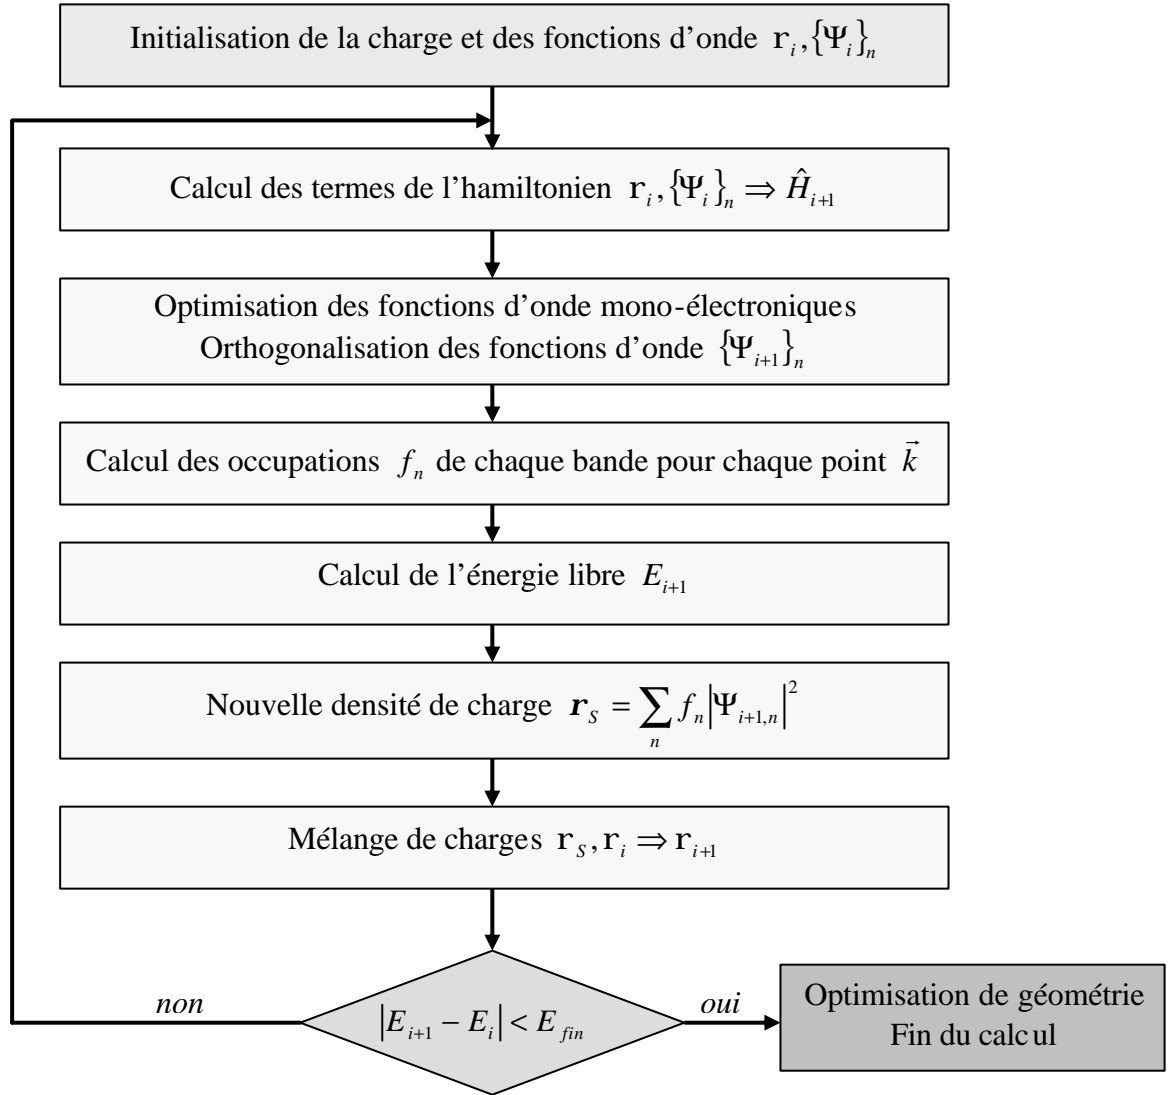 Initialisation de la charge et des fonctions d’onde r_i, {Ψ_i}_n
Calcul des termes de l’hamiltonien r_i, {Ψ_i}_n ⇒ Ĥ_{i+1}
Optimisation des fonctions d’onde mono-électroniques
Orthogonalisation des fonctions d’onde {Ψ_{i+1}}_n
Calcul des occupations f_n de chaque bande pour chaque point k⃗
Calcul de l’énergie libre E_{i+1}
Nouvelle densité de charge r_S = ∑_n f_n |Ψ_{i+1,n}|²
Mélange de charges r_S, r_i ⇒ r_{i+1}
non
|E_{i+1} − E_i| < E_{fin}
oui
Optimisation de géométrie
Fin du calcul